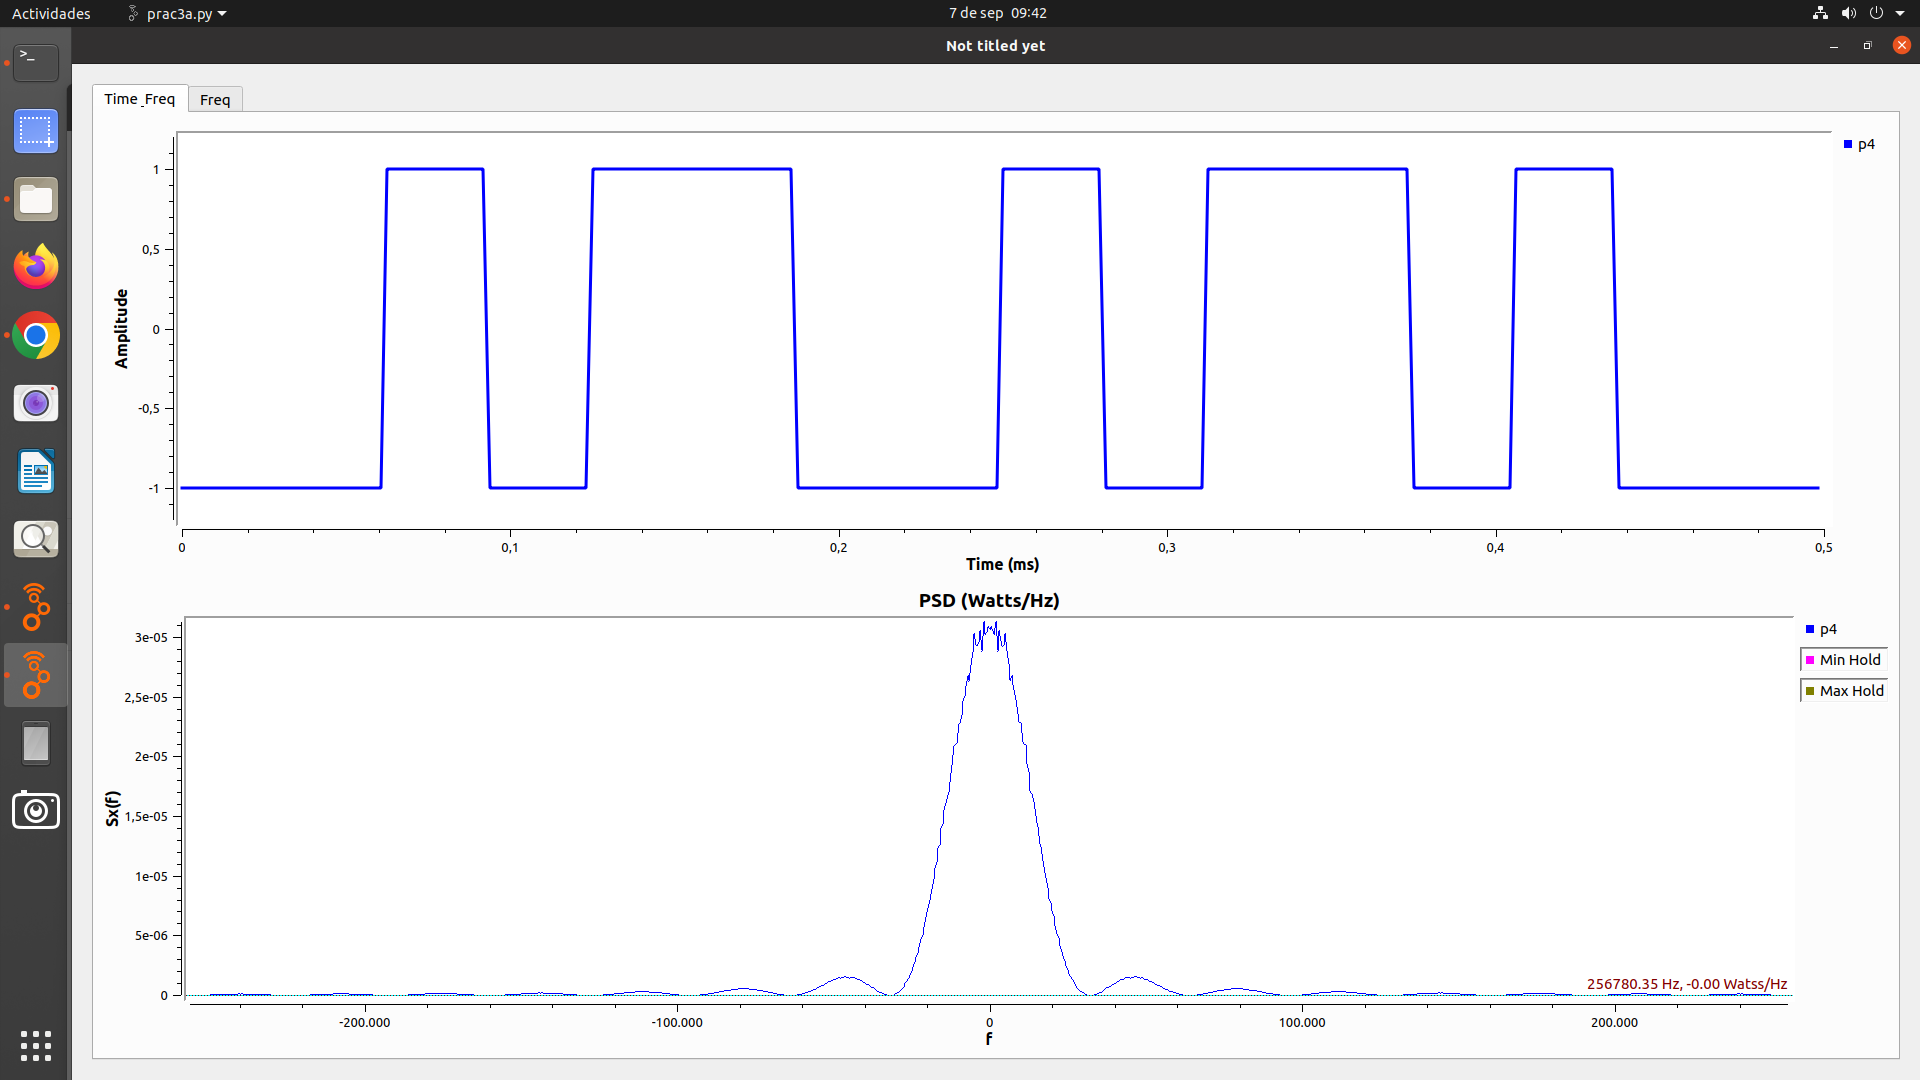 Actividades
prac3a.py
7 de sep 09:42
Not titled yet
>_
Time_Freq
Freq
p4
Amplitude
1
0,5
0
-0,5
-1
0
0,1
0,2
0,3
0,4
0,5
Time (ms)
PSD (Watts/Hz)
p4
Min Hold
Max Hold
Sx(f)
3e-05
2,5e-05
2e-05
1,5e-05
1e-05
5e-06
0
256780.35 Hz, -0.00 Watss/Hz
-200.000
-100.000
0
100.000
200.000
f